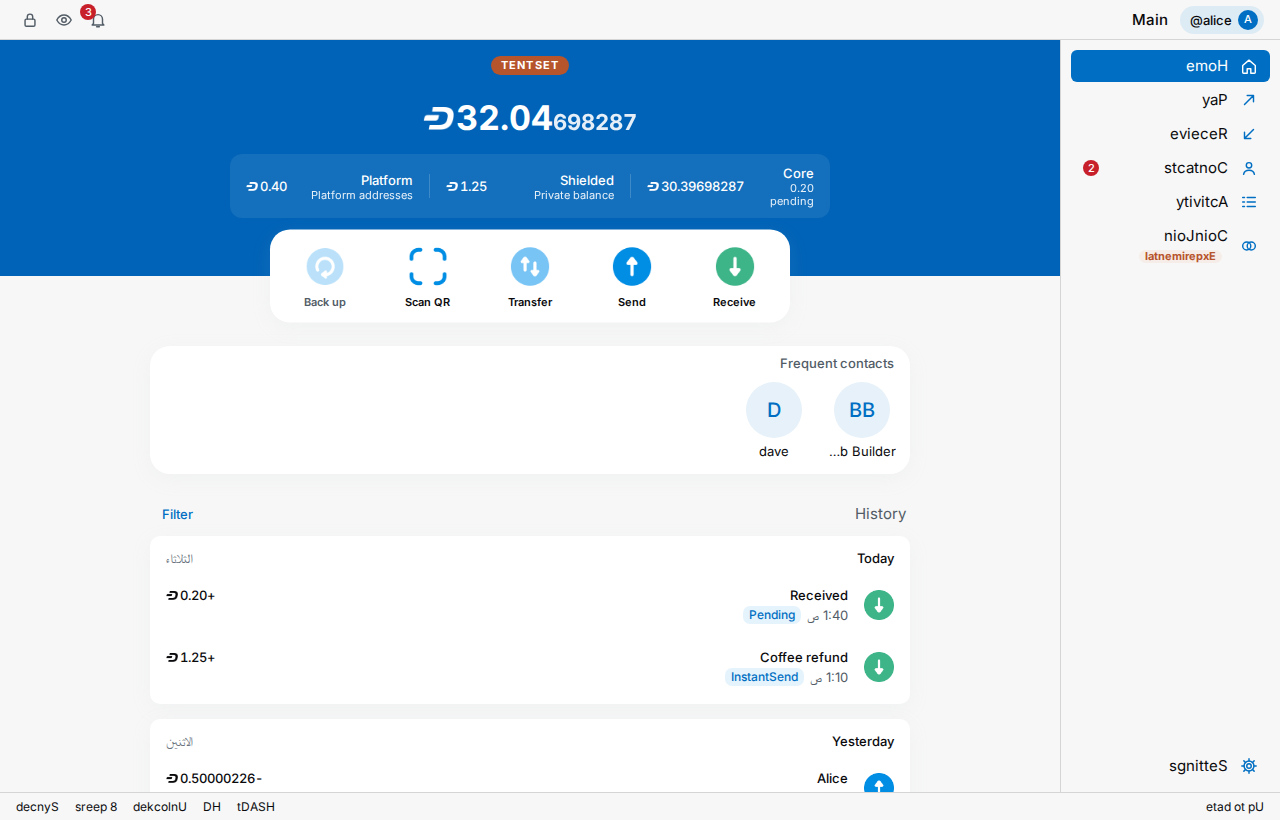 3
Main
@alice
A
TENTSET
32.04698287
Core
0.20
pending
30.39698287
Shielded
Private balance
1.25
Platform
Platform addresses
0.40
Receive
Send
Transfer
Scan QR
Back up
Frequent contacts
BB
...b Builder
D
dave
History
Filter
Today
الثلاثاء
Received
1:40 ص
Pending
0.20+
Coffee refund
1:10 ص
InstantSend
1.25+
Yesterday
الاثنين
Alice
0.50000226-
emoH
yaP
evieceR
stcatnoC
2
ytivitcA
nioJnioC
latnemirepxE
sgnitteS
etad ot pU
decnyS
sreep 8
dekcolnU
DH
tDASH